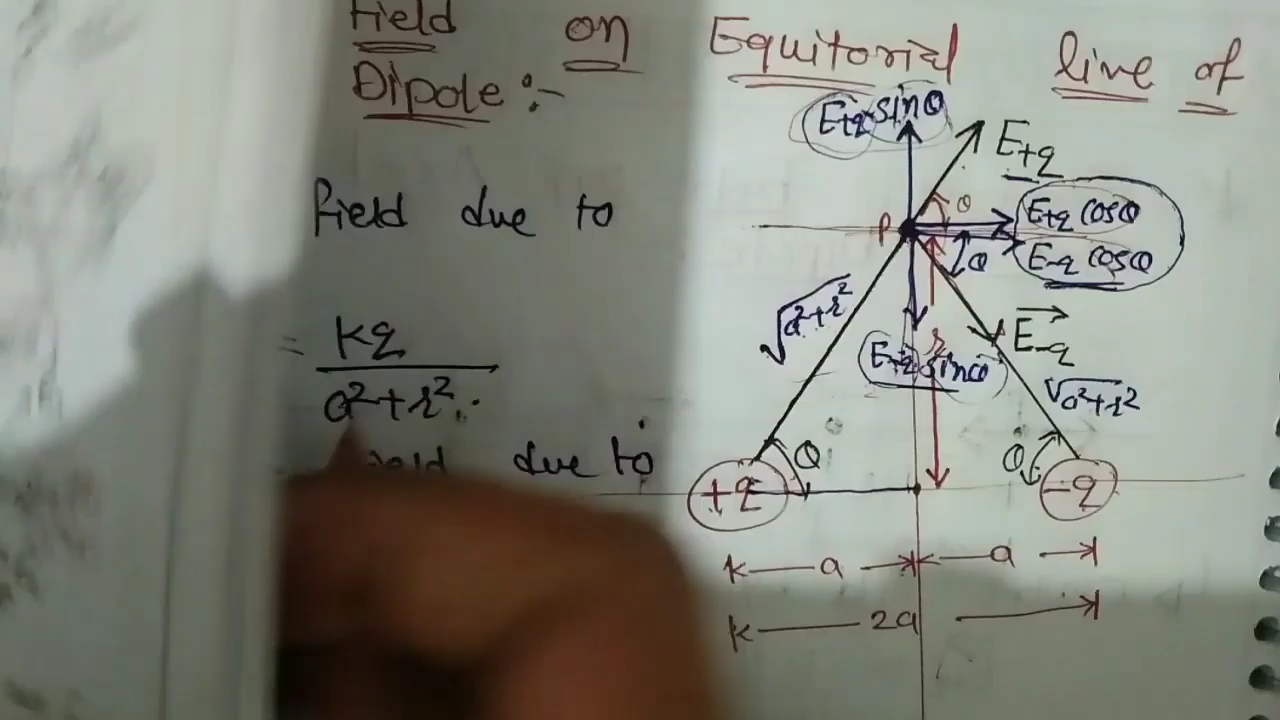 Field on Equitorial line of
Dipole :-
E+q sinθ
E+q
θ
P
E+q cosθ
E-q cosθ
θ
field due to
√a²+r²
= kq / a²+r²
E+q sinθ
r
E-q
√a²+r²
due to
θ
θ
+q
-q
a
a
2a